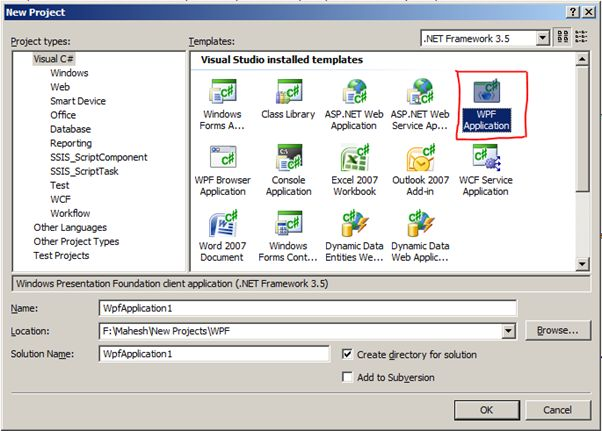 New Project
Project types:
Templates:
.NET Framework 3.5
Visual C#
Windows
Web
Smart Device
Office
Database
Reporting
SSIS_ScriptComponent
SSIS_ScriptTask
Test
WCF
Workflow
Other Languages
Other Project Types
Test Projects
Visual Studio installed templates
Windows Forms A...
Class Library
ASP.NET Web Application
ASP.NET Web Service Ap...
WPF Application
WPF Browser Application
Console Application
Excel 2007 Workbook
Outlook 2007 Add-in
WCF Service Application
Word 2007 Document
Windows Forms Cont...
Dynamic Data Entities We...
Dynamic Data Web Applic...
Windows Presentation Foundation client application (.NET Framework 3.5)
Name:
WpfApplication1
Location:
F:\Mahesh\New Projects\WPF
Browse...
Solution Name:
WpfApplication1
Create directory for solution
Add to Subversion
OK
Cancel